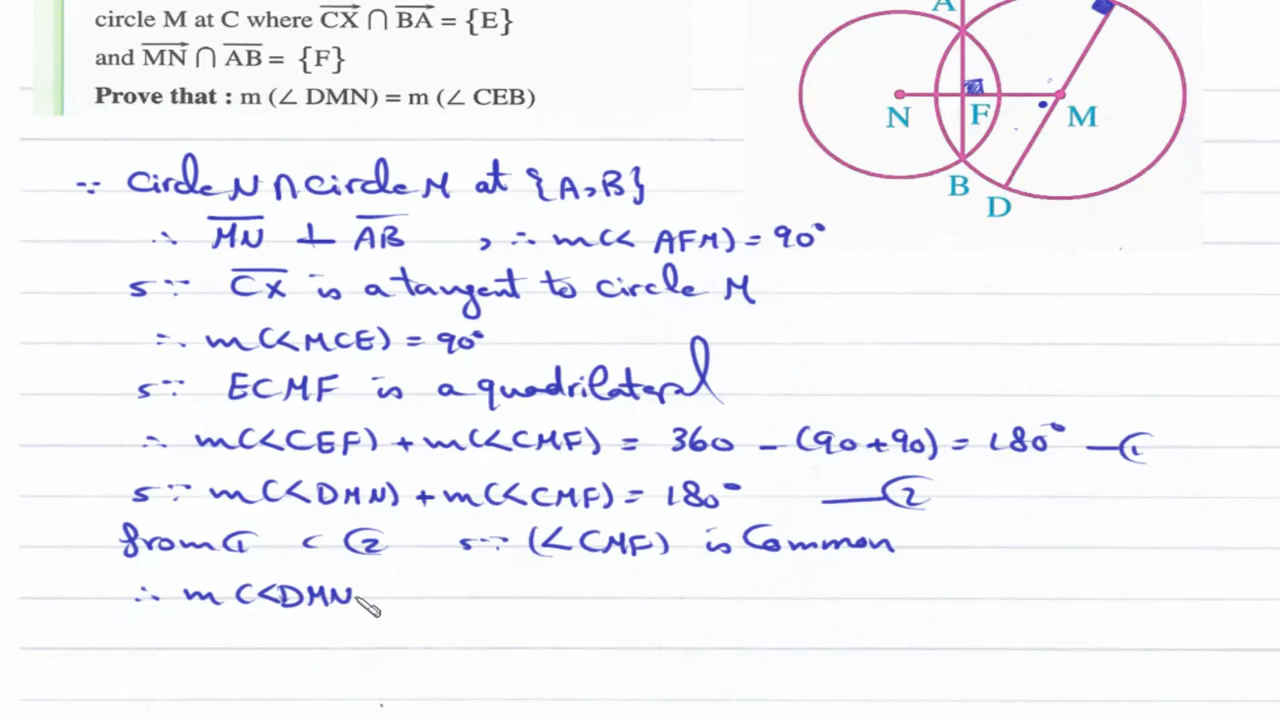 circle M at C where CX ∩ BA = {E}
and MN ∩ AB = {F}
Prove that : m (∠ DMN) = m (∠ CEB)
A
N
F
M
B
D
∵ Circle N ∩ Circle M at {A, B}
∴ MN ⊥ AB , ∴ m(< AFM) = 90°
, ∵ CX is a tangent to circle M
∴ m(<MCE) = 90°
, ∵ ECMF is a quadrilateral
∴ m(<CEF) + m(<CMF) = 360 - (90+90) = 180° — ①
, ∵ m(<DMN) + m(<CMF) = 180° — ②
from ① < ② , ∵ (∠CMF) is Common
∴ m(<DMN